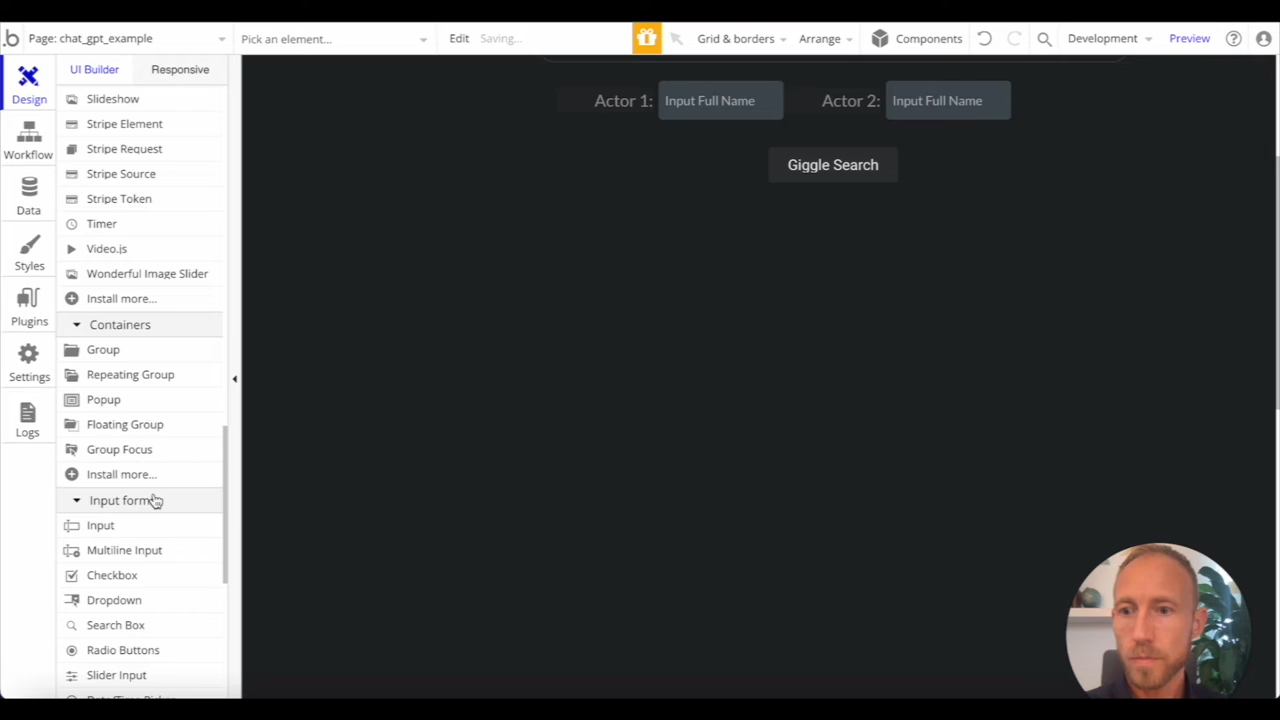 .b Page: chat_gpt_example Pick an element... Edit Saving... Grid & borders Arrange Components Development Preview ?
UI Builder Responsive
Design
Workflow
Data
Styles
Plugins
Settings
Logs
Slideshow
Stripe Element
Stripe Request
Stripe Source
Stripe Token
Timer
Video.js
Wonderful Image Slider
Install more...
Containers
Group
Repeating Group
Popup
Floating Group
Group Focus
Install more...
Input form
Input
Multiline Input
Checkbox
Dropdown
Search Box
Radio Buttons
Slider Input
Actor 1: Input Full Name Actor 2: Input Full Name
Giggle Search